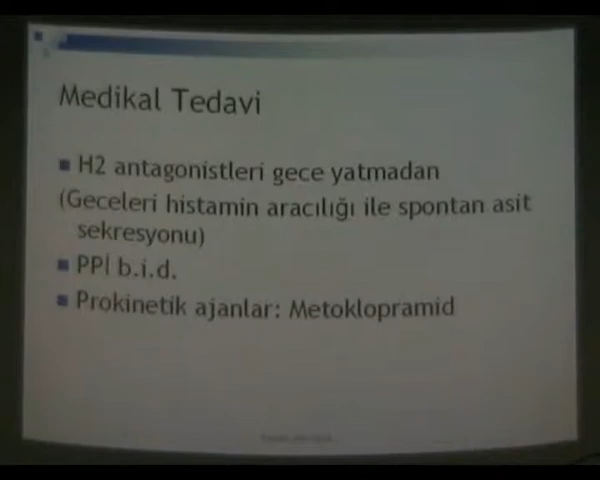 Medikal Tedavi
H2 antagonistleri gece yatmadan
(Geceleri histamin aracılığı ile spontan asit
sekresyonu)
PPİ b.i.d.
Prokinetik ajanlar: Metoklopramid